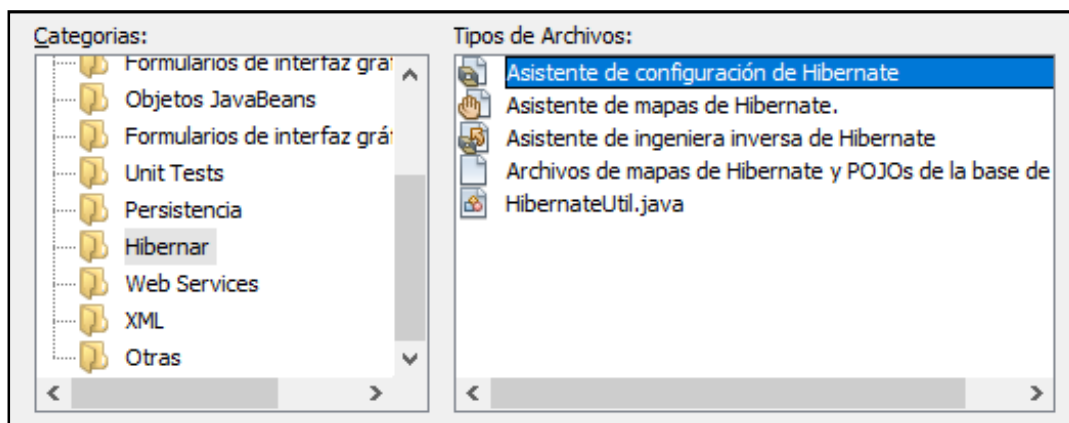 Categorias:
Formularios de interfaz grá
Objetos JavaBeans
Formularios de interfaz grá
Unit Tests
Persistencia
Hibernar
Web Services
XML
Otras
Tipos de Archivos:
Asistente de configuración de Hibernate
Asistente de mapas de Hibernate.
Asistente de ingeniera inversa de Hibernate
Archivos de mapas de Hibernate y POJOs de la base de
HibernateUtil.java